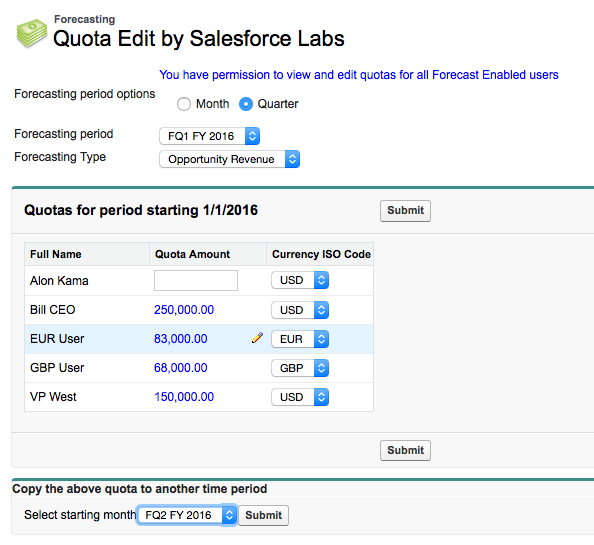 Forecasting
Quota Edit by Salesforce Labs
You have permission to view and edit quotas for all Forecast Enabled users
Forecasting period options
Month Quarter
Forecasting period FQ1 FY 2016
Forecasting Type Opportunity Revenue
Quotas for period starting 1/1/2016 Submit
Full Name Quota Amount Currency ISO Code
Alon Kama USD
Bill CEO 250,000.00 USD
EUR User 83,000.00 EUR
GBP User 68,000.00 GBP
VP West 150,000.00 USD
Submit
Copy the above quota to another time period
Select starting month FQ2 FY 2016 Submit